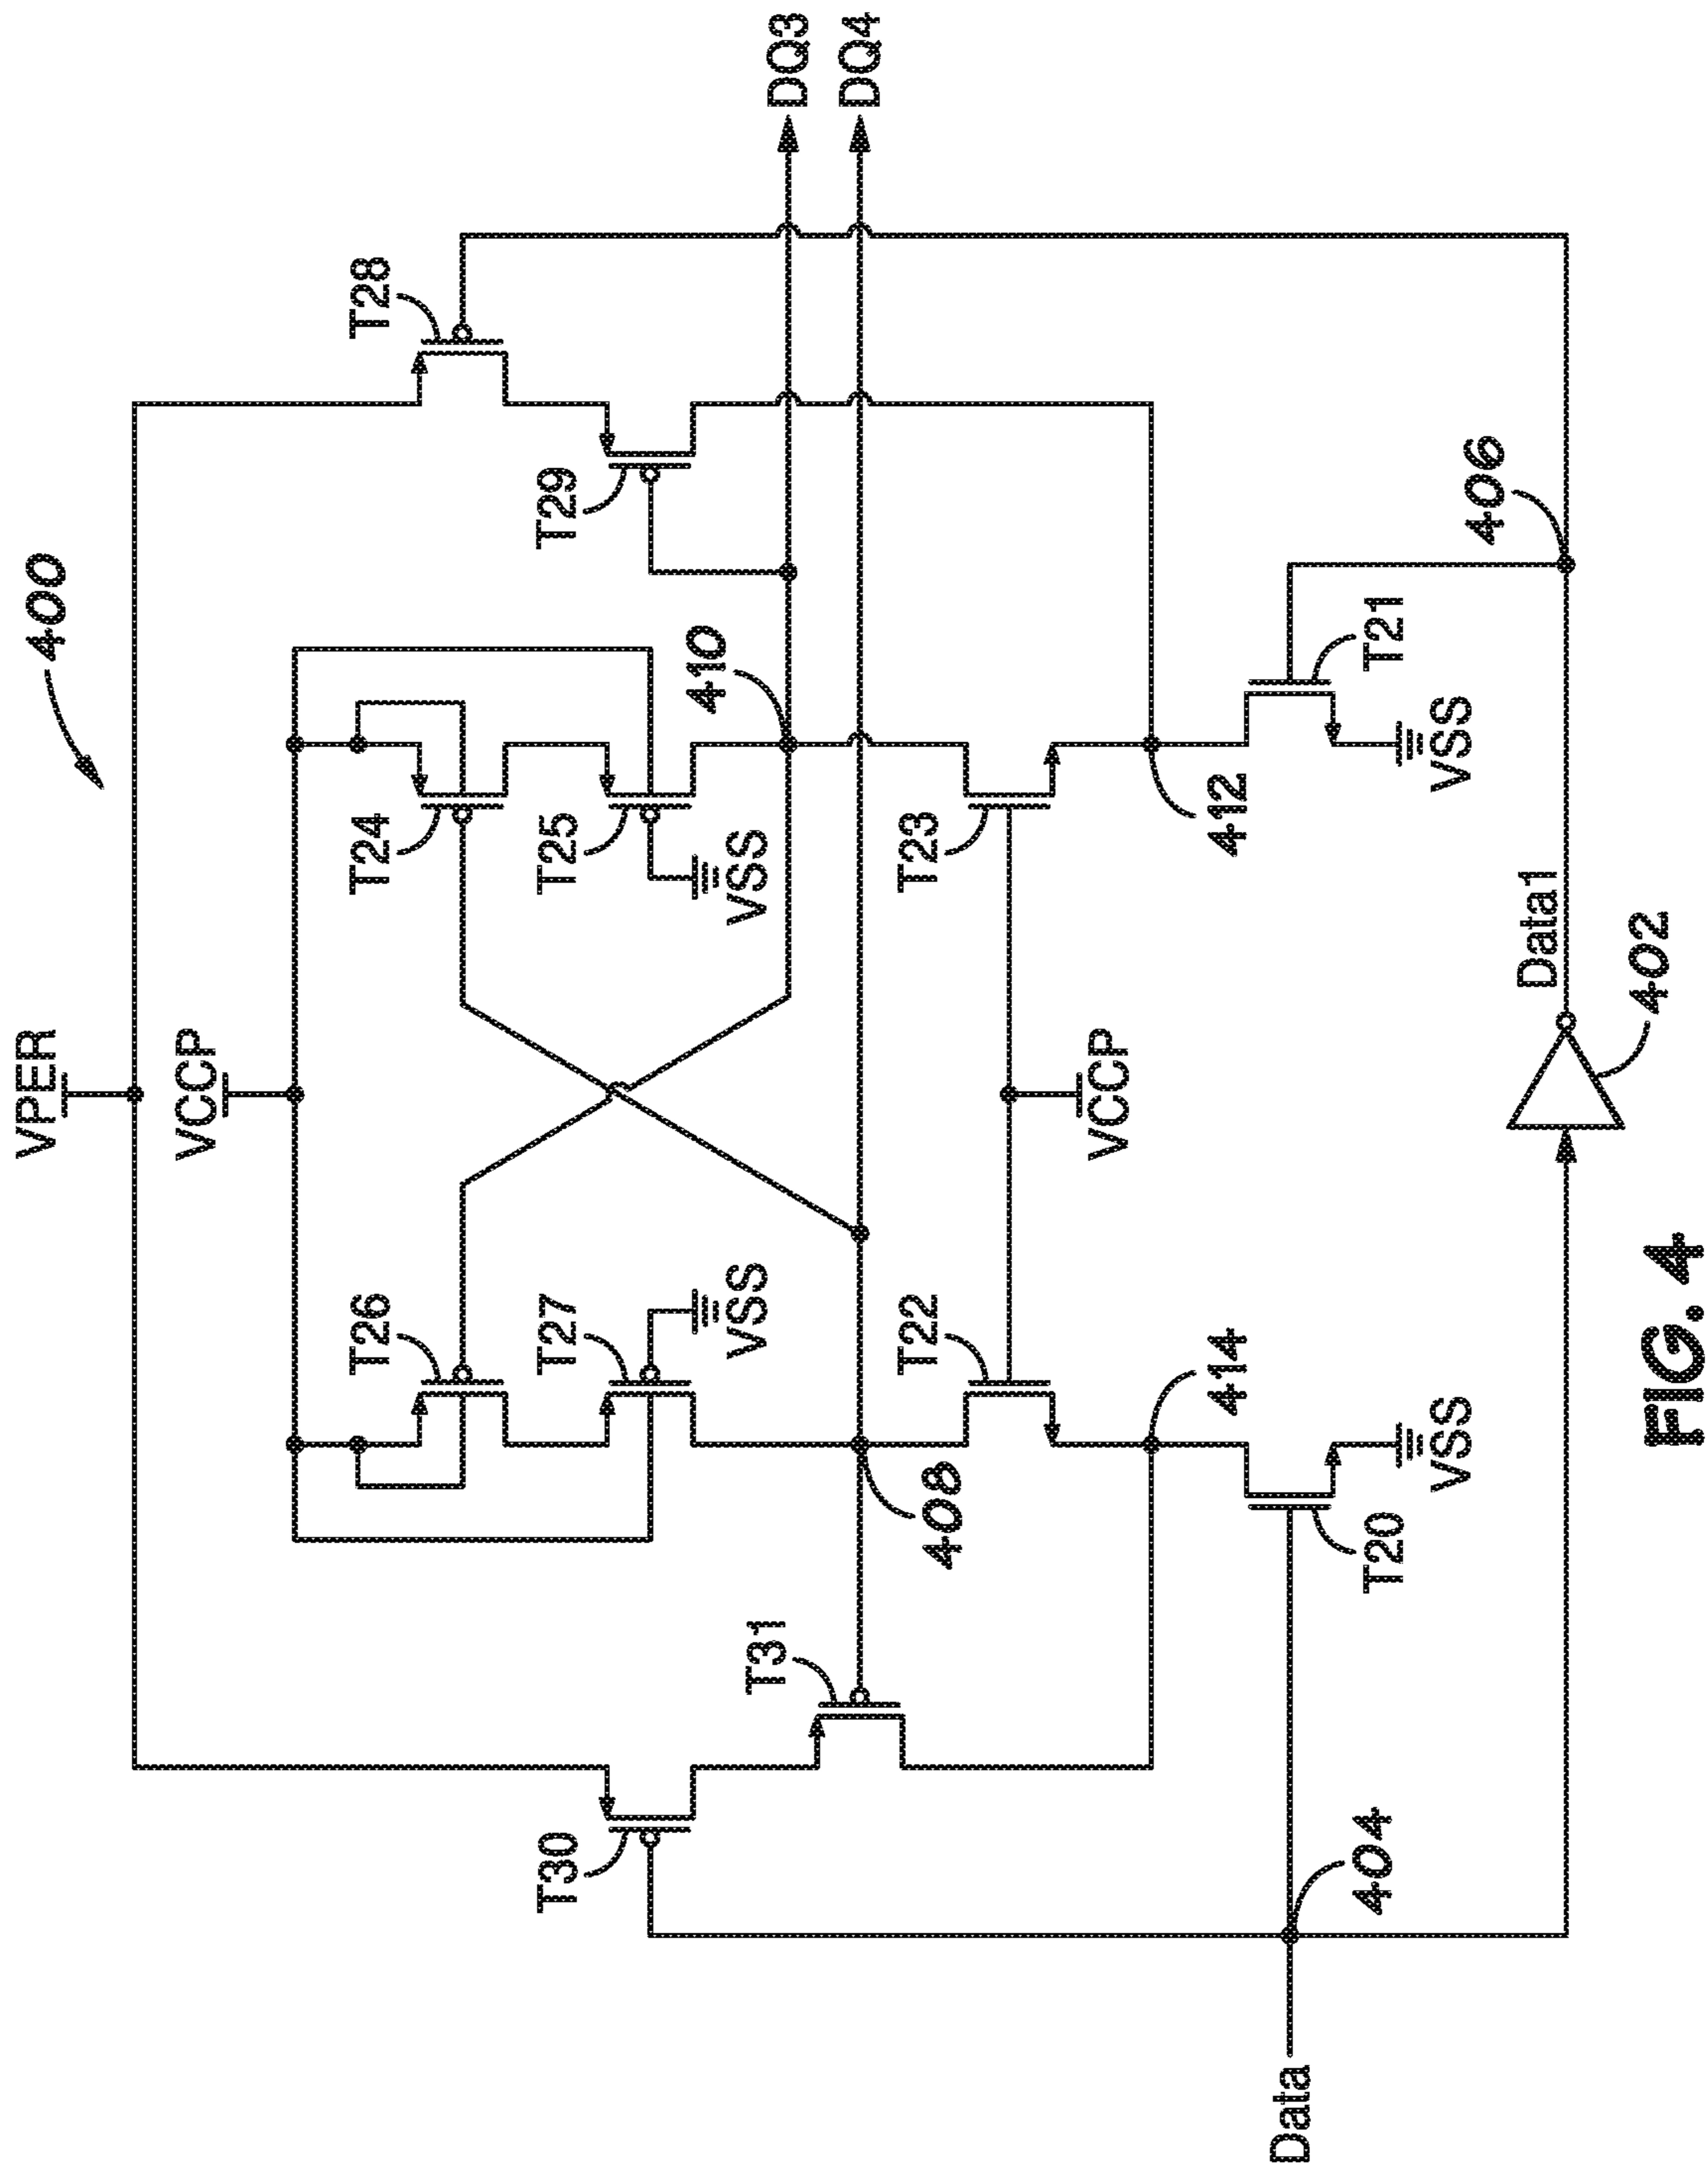 400
VPER
VCCP
T28
T26
T24
T30
T27
T25
T29
VSS
VSS
410
DQ3
T31
DQ4
408
T22
T23
VCCP
414
412
T20
T21
VSS
VSS
Data
404
406
Data1
402
FIG. 4